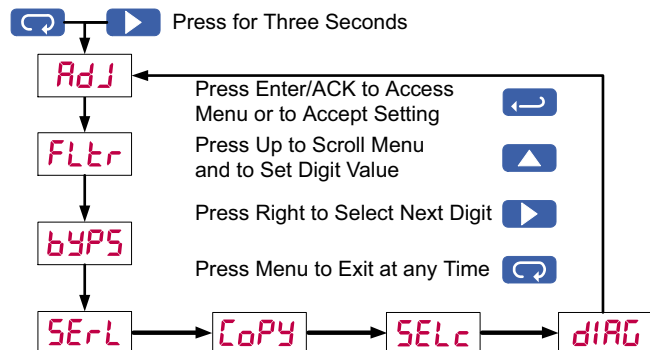 Press for Three Seconds
Adj
Press Enter/ACK to Access
Menu or to Accept Setting
FLtr
Press Up to Scroll Menu
and to Set Digit Value
Press Right to Select Next Digit
byPS
Press Menu to Exit at any Time
SErL
CoPY
SELc
dIAG